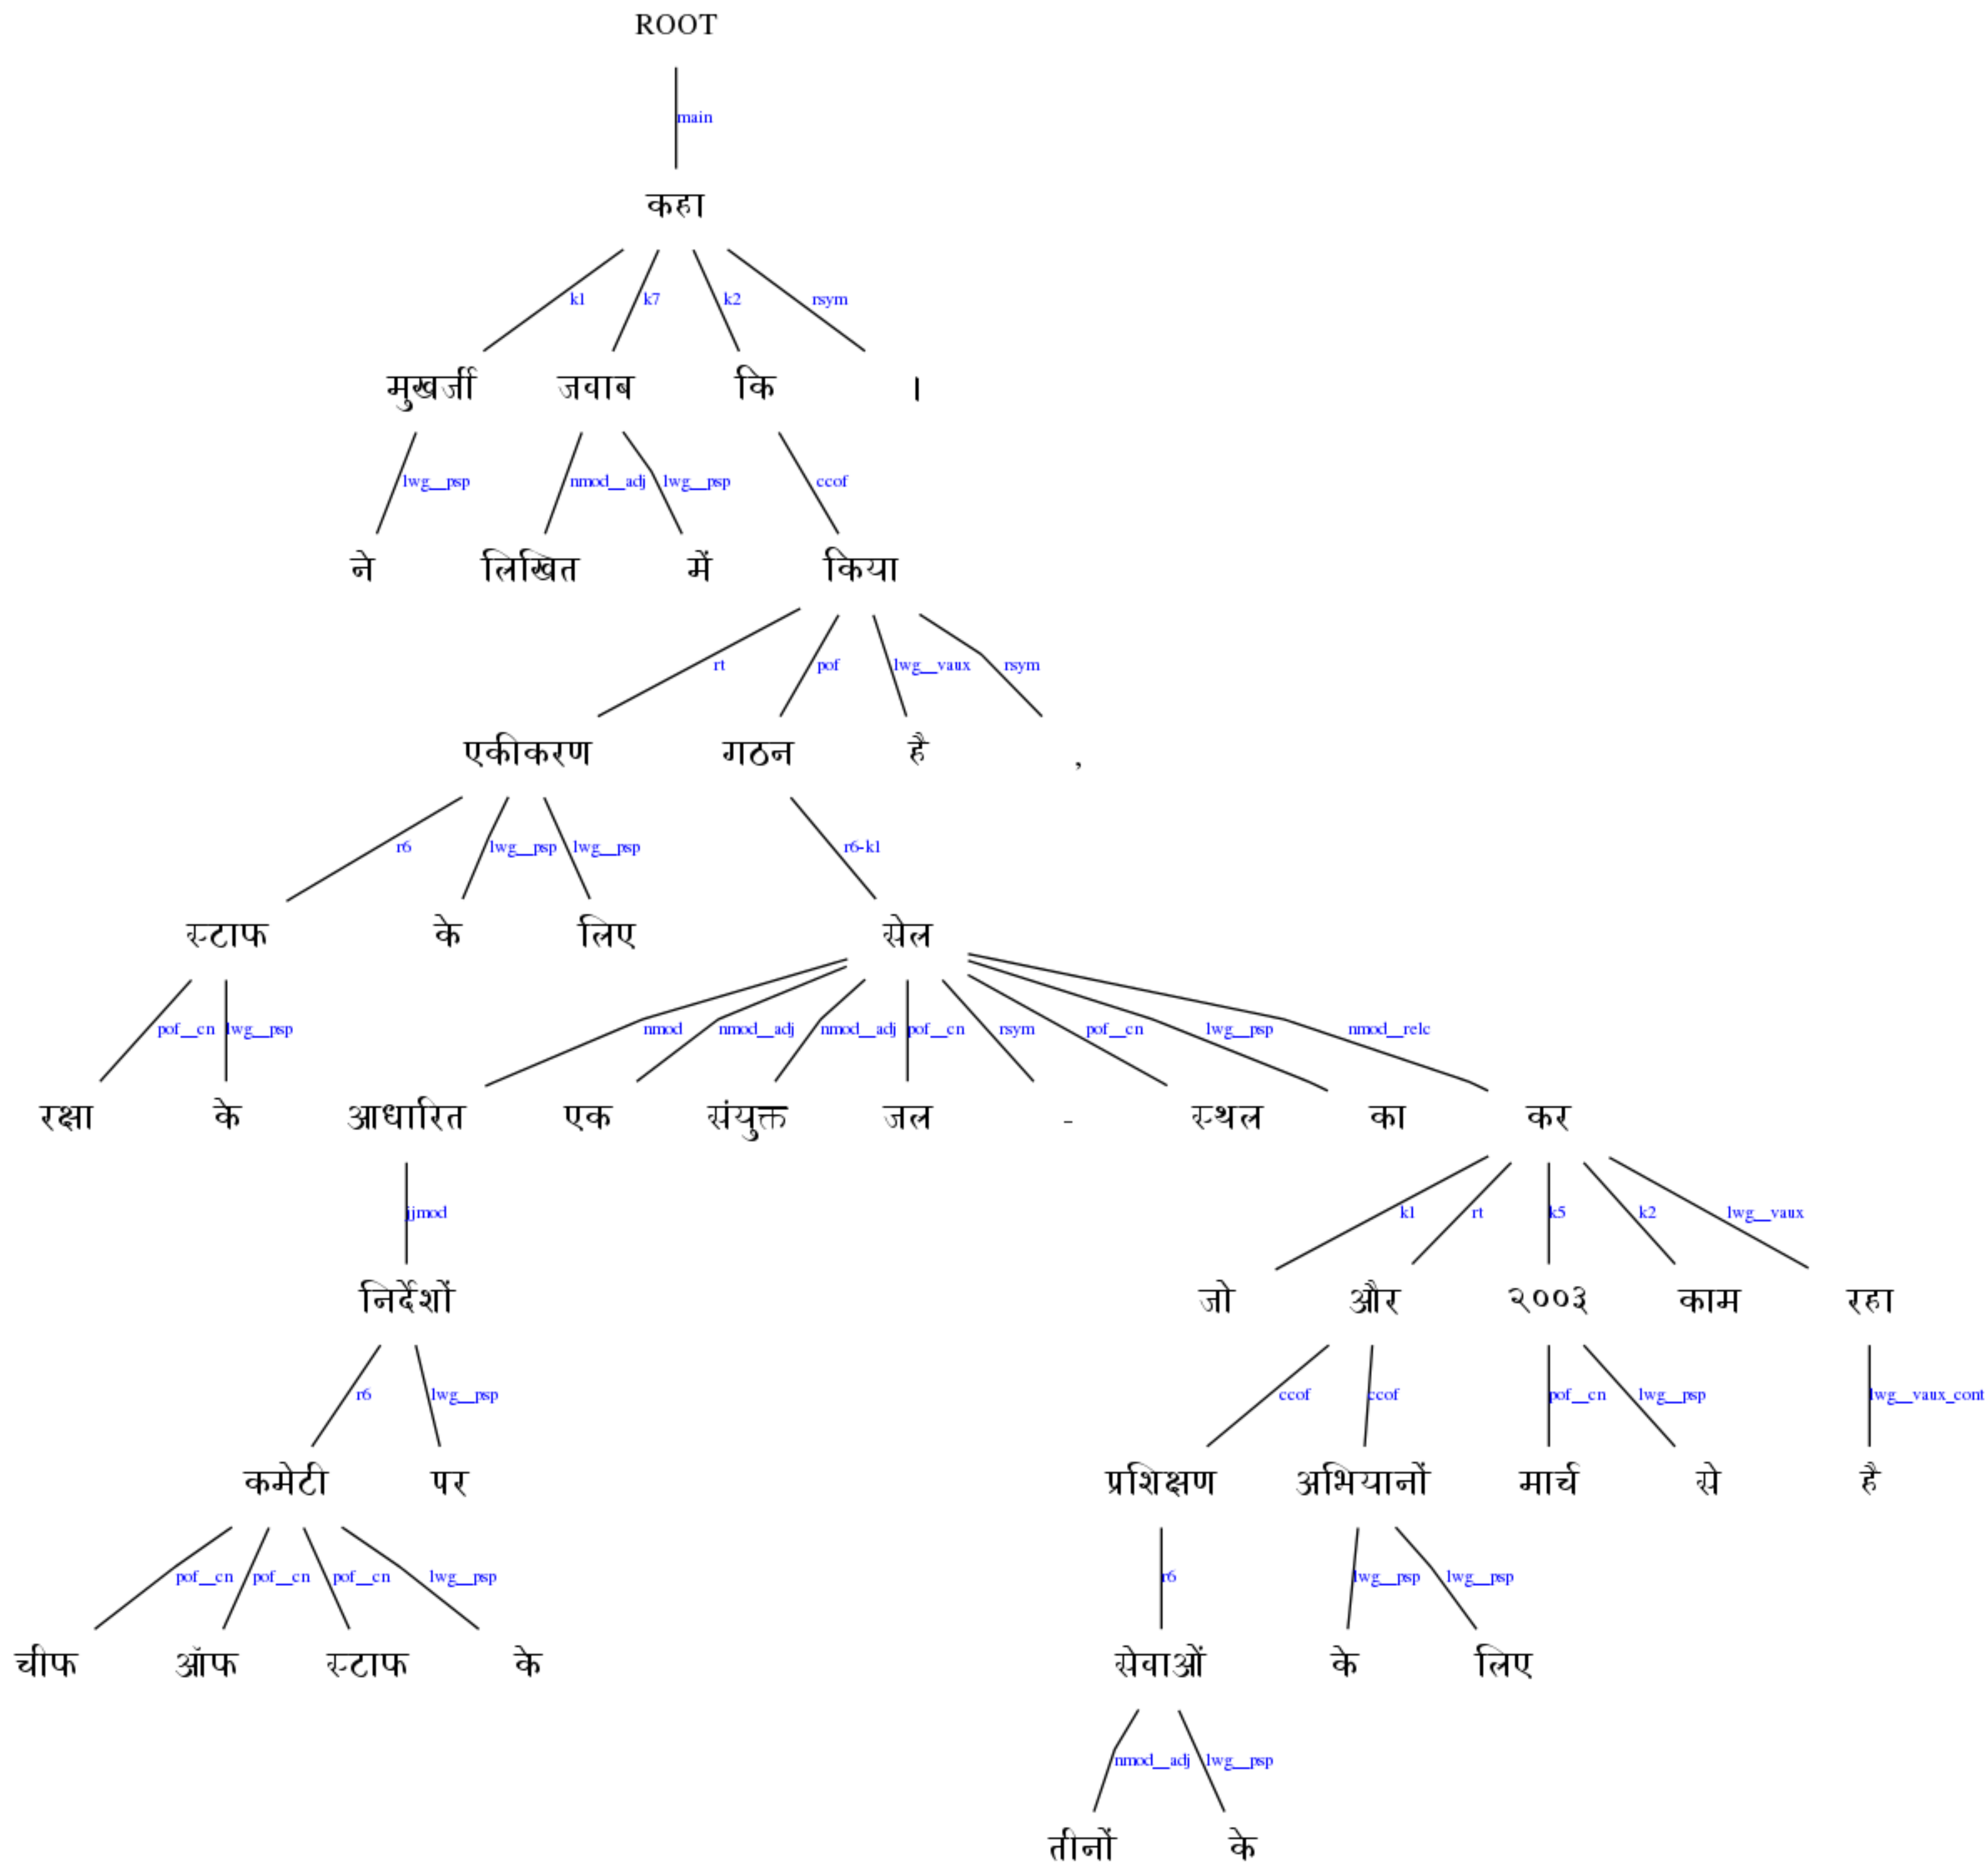 ROOT
main
कहा
k1 k7 k2 rsym
मुखर्जी जवाब कि ।
lwg__psp nmod__adj lwg__psp ccof
ने लिखित में किया
rt pof lwg__vaux rsym
एकीकरण गठन है ,
r6 lwg__psp lwg__psp r6-k1
स्टाफ के लिए सेल
pof__cn lwg__psp nmod nmod__adj nmod__adj pof__cn rsym pof__cn lwg__psp nmod__relc
रक्षा के आधारित एक संयुक्त जल - स्थल का कर
jjmod k1 rt k5 k2 lwg__vaux
निर्देशों जो और २००३ काम रहा
r6 lwg__psp ccof ccof pof__cn lwg__psp lwg__vaux_cont
कमेटी पर प्रशिक्षण अभियानों मार्च से है
pof__cn pof__cn pof__cn lwg__psp r6 lwg__psp lwg__psp
चीफ ऑफ स्टाफ के सेवाओं के लिए
nmod__adj lwg__psp
तीनों के